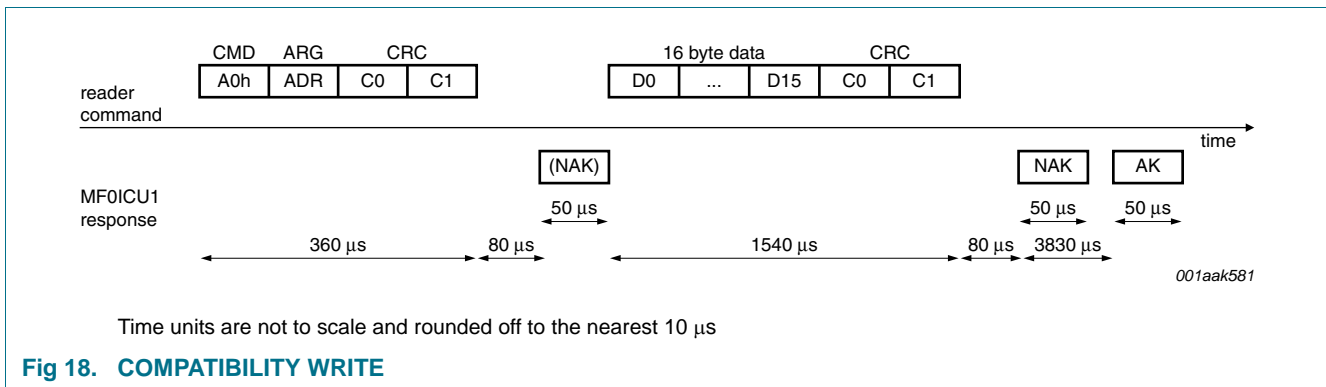 CMD ARG CRC 16 byte data CRC
A0h ADR C0 C1 D0 ... D15 C0 C1
reader
command
time
(NAK) NAK AK
MF0ICU1
response
50 μs 50 μs 50 μs
360 μs 80 μs 1540 μs 80 μs 3830 μs
001aak581
Time units are not to scale and rounded off to the nearest 10 μs
Fig 18. COMPATIBILITY WRITE